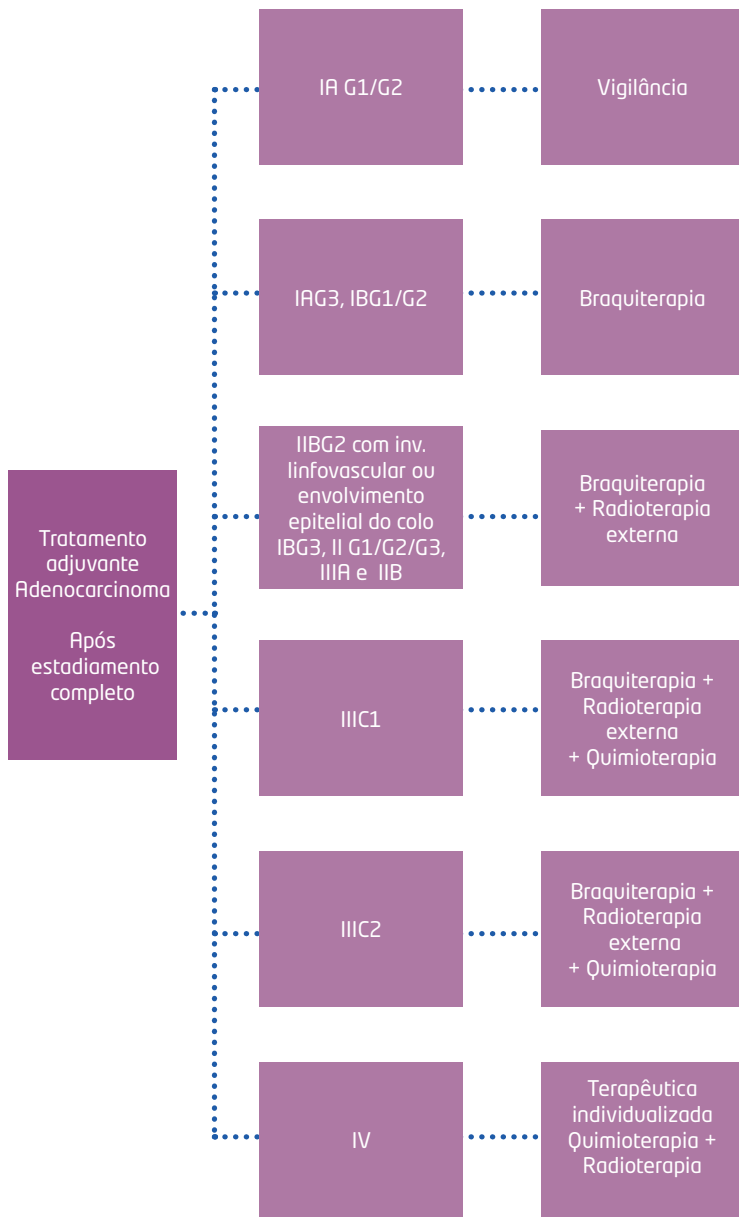 Tratamento
adjuvante
Adenocarcinoma
Após
estadiamento
completo
IA G1/G2
Vigilância
IAG3, IBG1/G2
Braquiterapia
IIBG2 com inv.
linfovascular ou
envolvimento
epitelial do colo
IBG3, II G1/G2/G3,
IIIA e IIB
Braquiterapia
+ Radioterapia
externa
IIIC1
Braquiterapia +
Radioterapia
externa
+ Quimioterapia
IIIC2
Braquiterapia +
Radioterapia
externa
+ Quimioterapia
IV
Terapêutica
individualizada
Quimioterapia +
Radioterapia